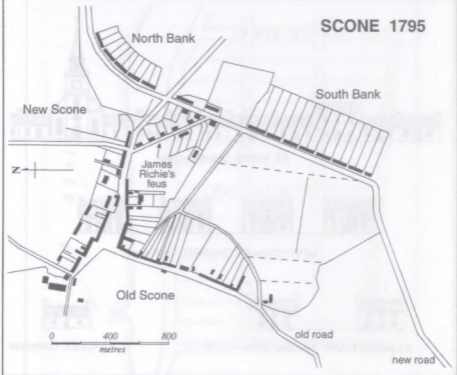 SCONE 1795
North Bank
South Bank
New Scone
James
Richie's
feus
N
Old Scone
0 400 800
metres
old road
new road